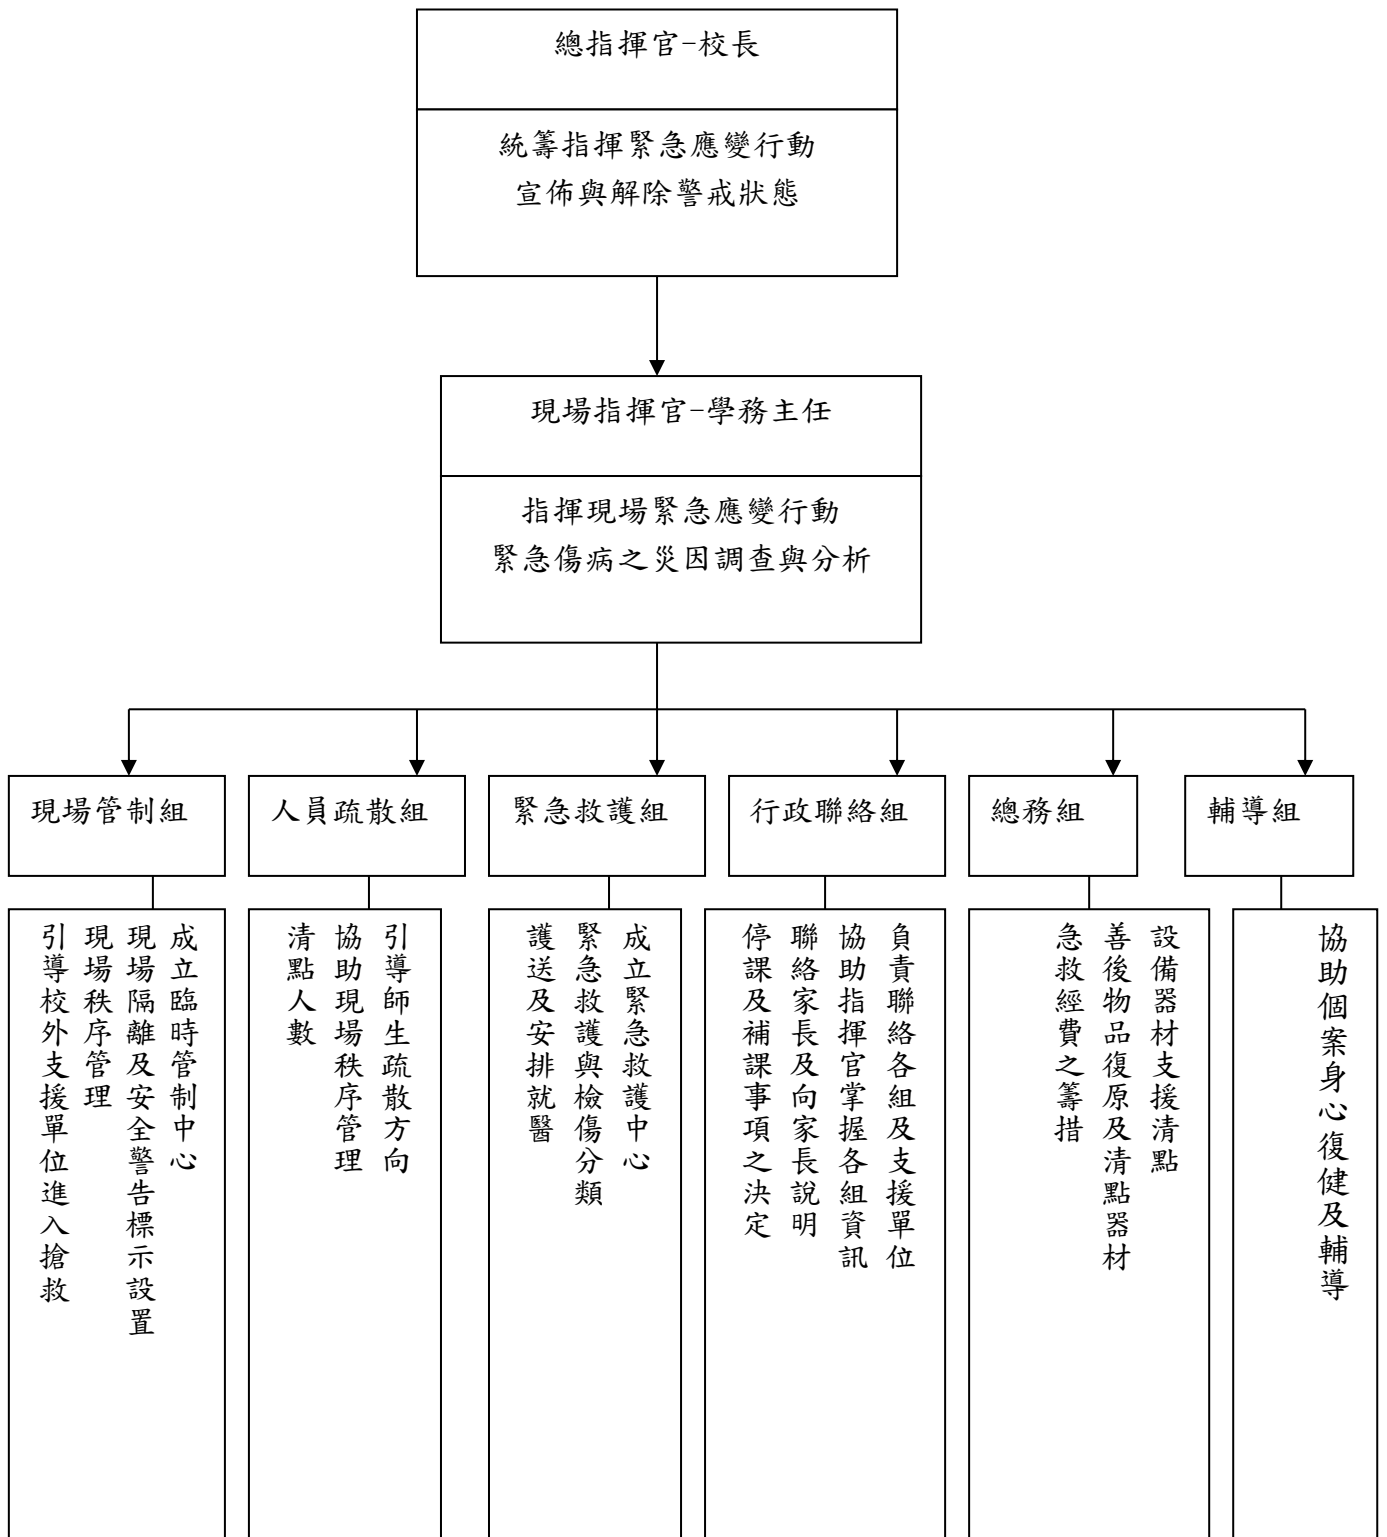 總指揮官-校長
統籌指揮緊急應變行動
宣佈與解除警戒狀態
現場指揮官-學務主任
指揮現場緊急應變行動
緊急傷病之災因調查與分析
現場管制組
人員疏散組
緊急救護組
行政聯絡組
總務組
輔導組
成立臨時管制中心
現場隔離及安全警告標示設置
現場秩序管理
引導校外支援單位進入搶救
引導師生疏散方向
協助現場秩序管理
清點人數
成立緊急救護中心
緊急救護與檢傷分類
護送及安排就醫
負責聯絡各組及支援單位
協助指揮官掌握各組資訊
聯絡家長及向家長說明
停課及補課事項之決定
設備器材支援清點
善後物品復原及清點器材
急救經費之籌措
協助個案身心復健及輔導